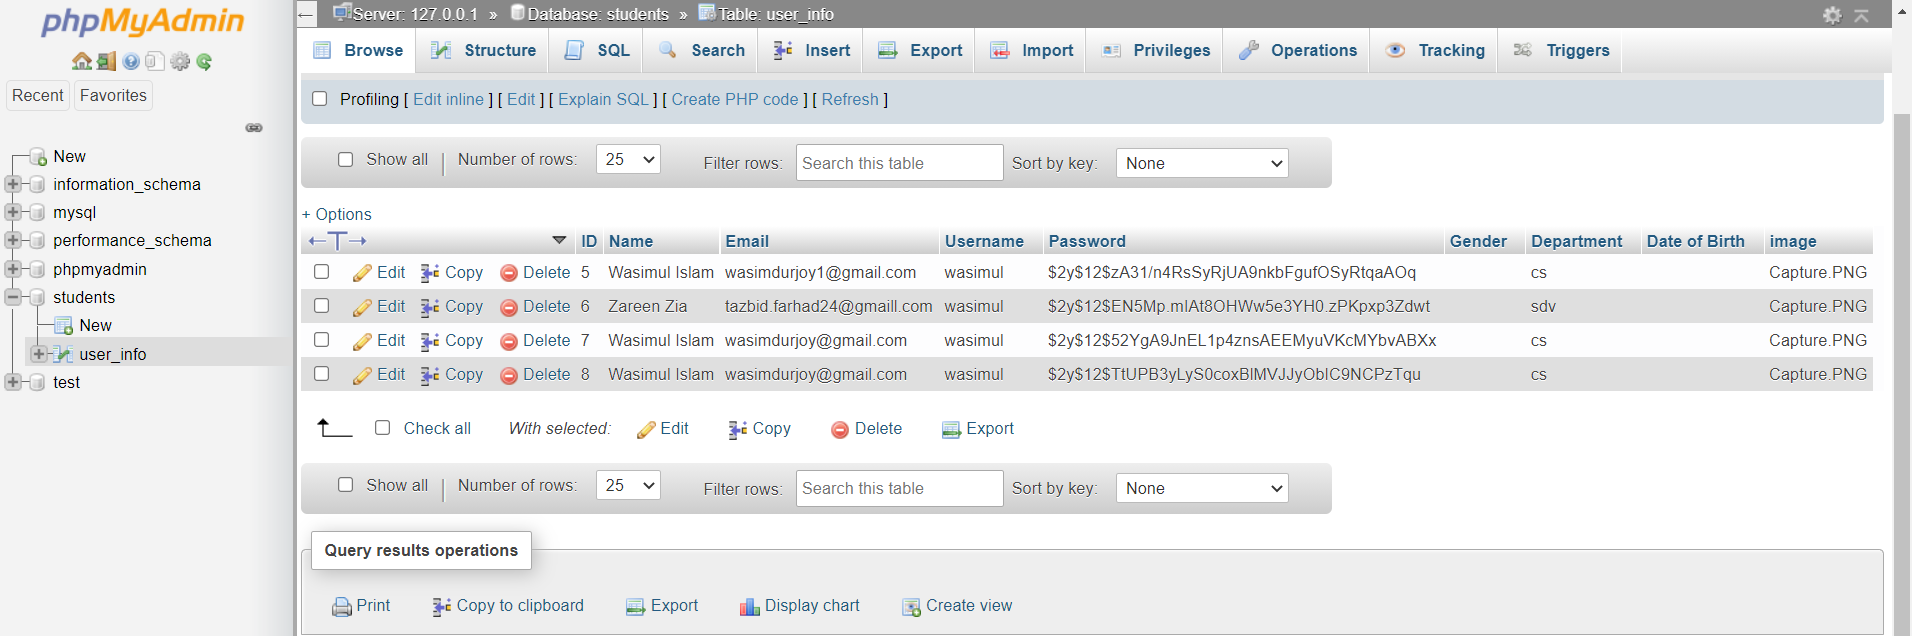 phpMyAdmin
Recent Favorites
New
information_schema
mysql
performance_schema
phpmyadmin
students
New
user_info
test
Server: 127.0.0.1 » Database: students » Table: user_info
Browse Structure SQL Search Insert Export Import Privileges Operations Tracking Triggers
Profiling [ Edit inline ] [ Edit ] [ Explain SQL ] [ Create PHP code ] [ Refresh ]
Show all | Number of rows: 25 Filter rows: Search this table Sort by key: None
+ Options
←T→ ID Name Email Username Password Gender Department Date of Birth image
Edit Copy Delete 5 Wasimul Islam wasimdurjoy1@gmail.com wasimul $2y$12$zA31/n4RsSyRjUA9nkbFgufOSyRtqaAOq cs Capture.PNG
Edit Copy Delete 6 Zareen Zia tazbid.farhad24@gmaill.com wasimul $2y$12$EN5Mp.mIAt8OHWw5e3YH0.zPKpxp3Zdwt sdv Capture.PNG
Edit Copy Delete 7 Wasimul Islam wasimdurjoy@gmail.com wasimul $2y$12$52YgA9JnEL1p4znsAEEMyuVKcMYbvABXx cs Capture.PNG
Edit Copy Delete 8 Wasimul Islam wasimdurjoy@gmail.com wasimul $2y$12$TtUPB3yLyS0coxBlMVJJyOblC9NCPzTqu cs Capture.PNG
Check all With selected: Edit Copy Delete Export
Show all | Number of rows: 25 Filter rows: Search this table Sort by key: None
Query results operations
Print Copy to clipboard Export Display chart Create view